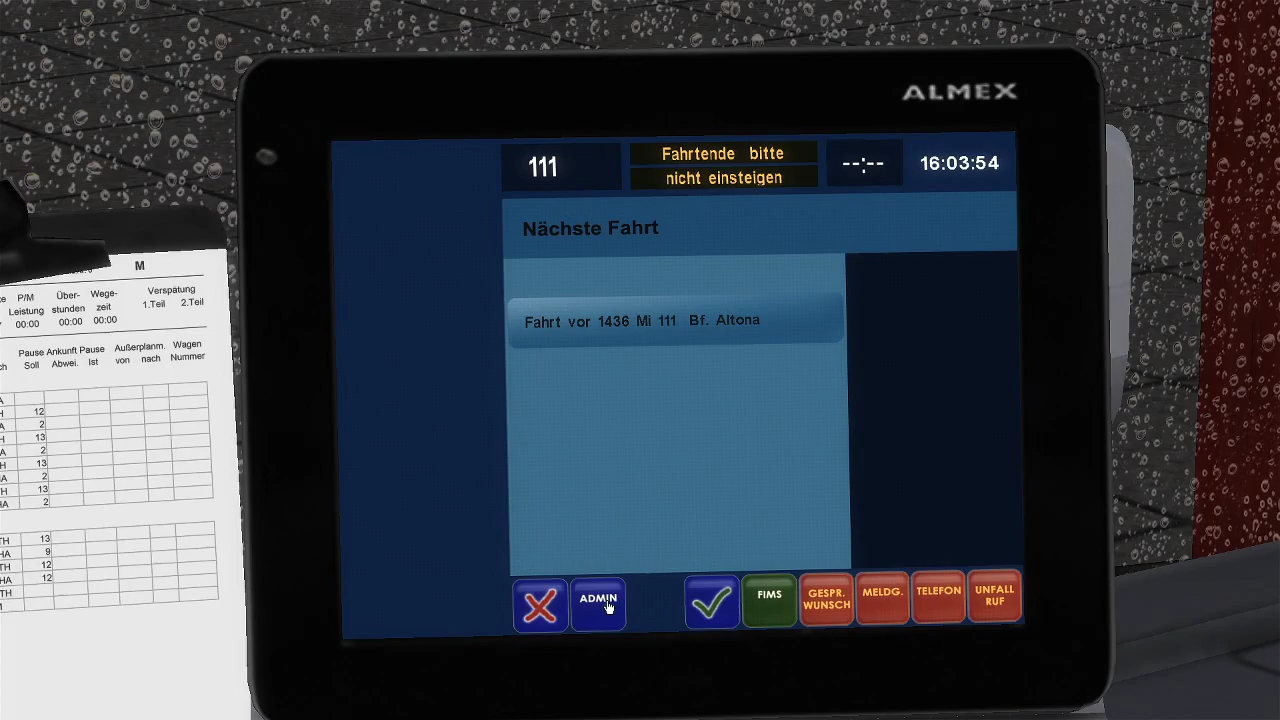 ALMEX
111
Fahrtende bitte
nicht einsteigen
--:--
16:03:54
Nächste Fahrt
Fahrt vor 1436 Mi 111 Bf. Altona
ADMIN
FIMS
GESPR.
WUNSCH
MELDG.
TELEFON
UNFALL
RUF
M
P/M
Leistung
00:00
Über-
stunden
00:00
Wege-
zeit
00:00
Verspätung
1.Teil 2.Teil
Pause
Soll
Ankunft
Abwei.
Pause
Ist
Außerplanm.
von nach
Wagen
Nummer
12
2
13
2
13
2
13
2
13
9
12
12